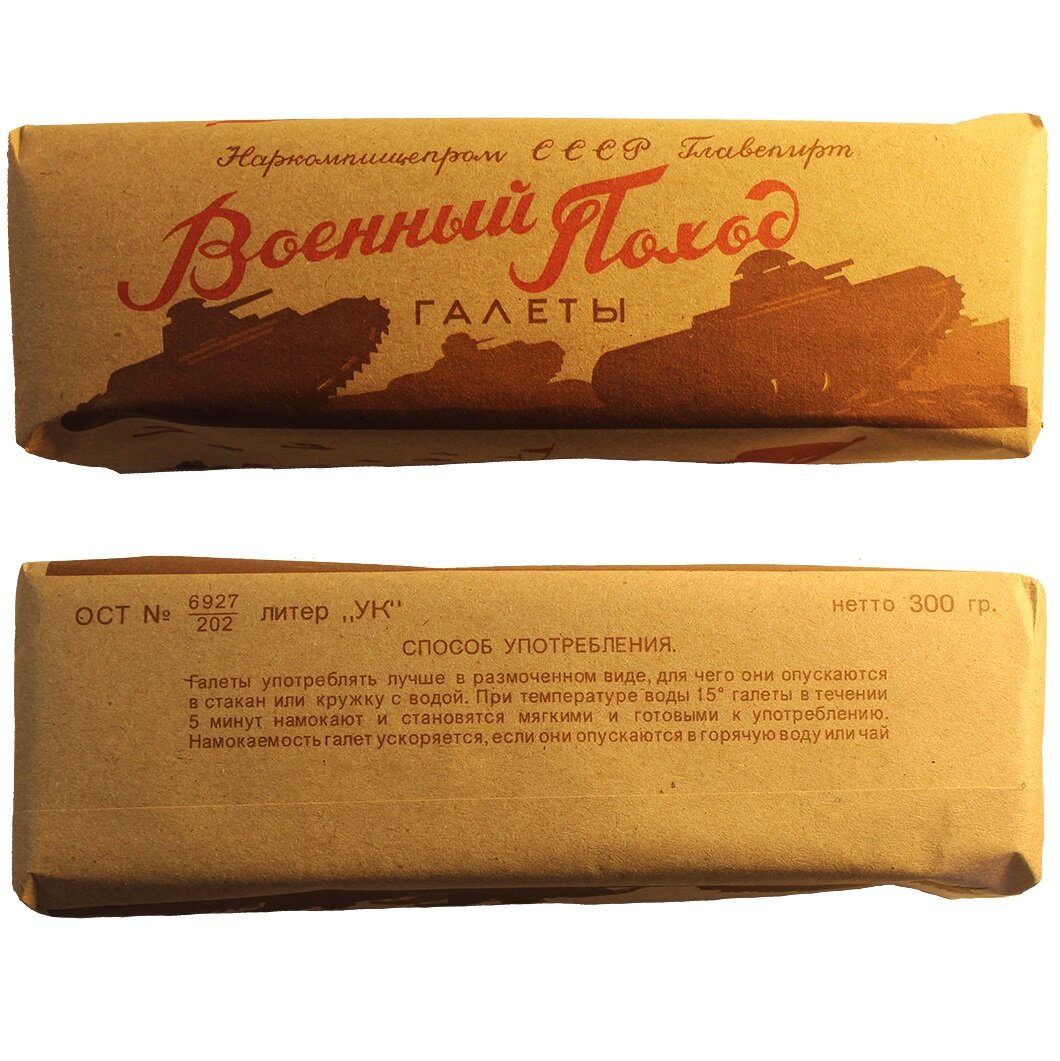 Наркомпищепром СССР Главспирт
Военный Поход
ГАЛЕТЫ
ОСТ № 6927/202 литер „УК" нетто 300 гр.
СПОСОБ УПОТРЕБЛЕНИЯ.
Галеты употреблять лучше в размоченном виде, для чего они опускаются
в стакан или кружку с водой. При температуре воды 15° галеты в течении
5 минут намокают и становятся мягкими и готовыми к употреблению.
Намокаемость галет ускоряется, если они опускаются в горячую воду или чай